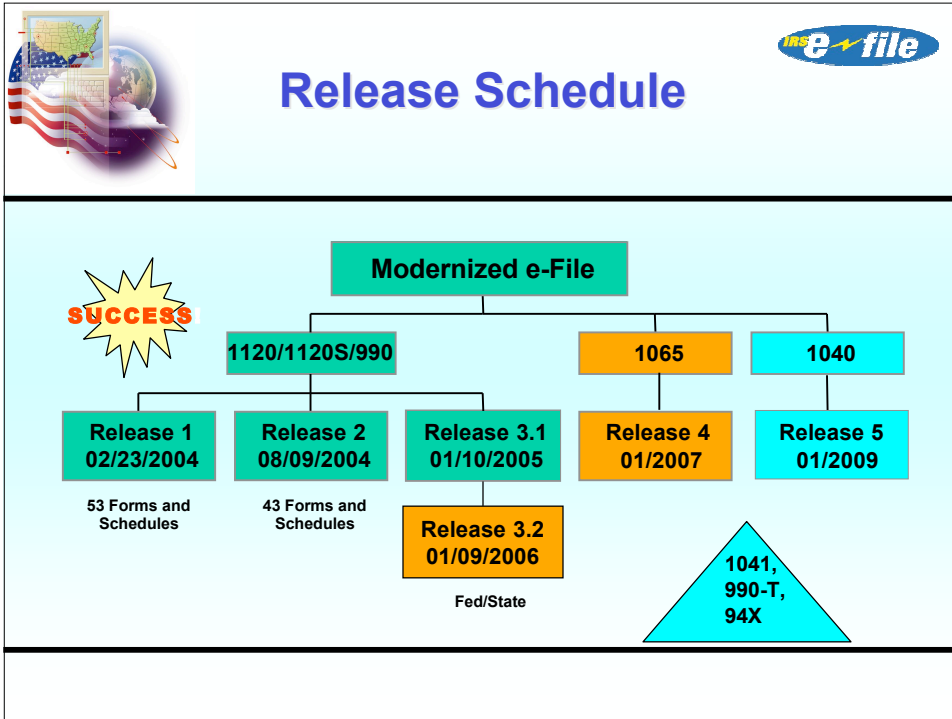 IRS e file
Release Schedule
Modernized e-File
SUCCESS
1120/1120S/990
1065
1040
Release 1
02/23/2004
Release 2
08/09/2004
Release 3.1
01/10/2005
Release 4
01/2007
Release 5
01/2009
53 Forms and
Schedules
43 Forms and
Schedules
Release 3.2
01/09/2006
Fed/State
1041,
990-T,
94X